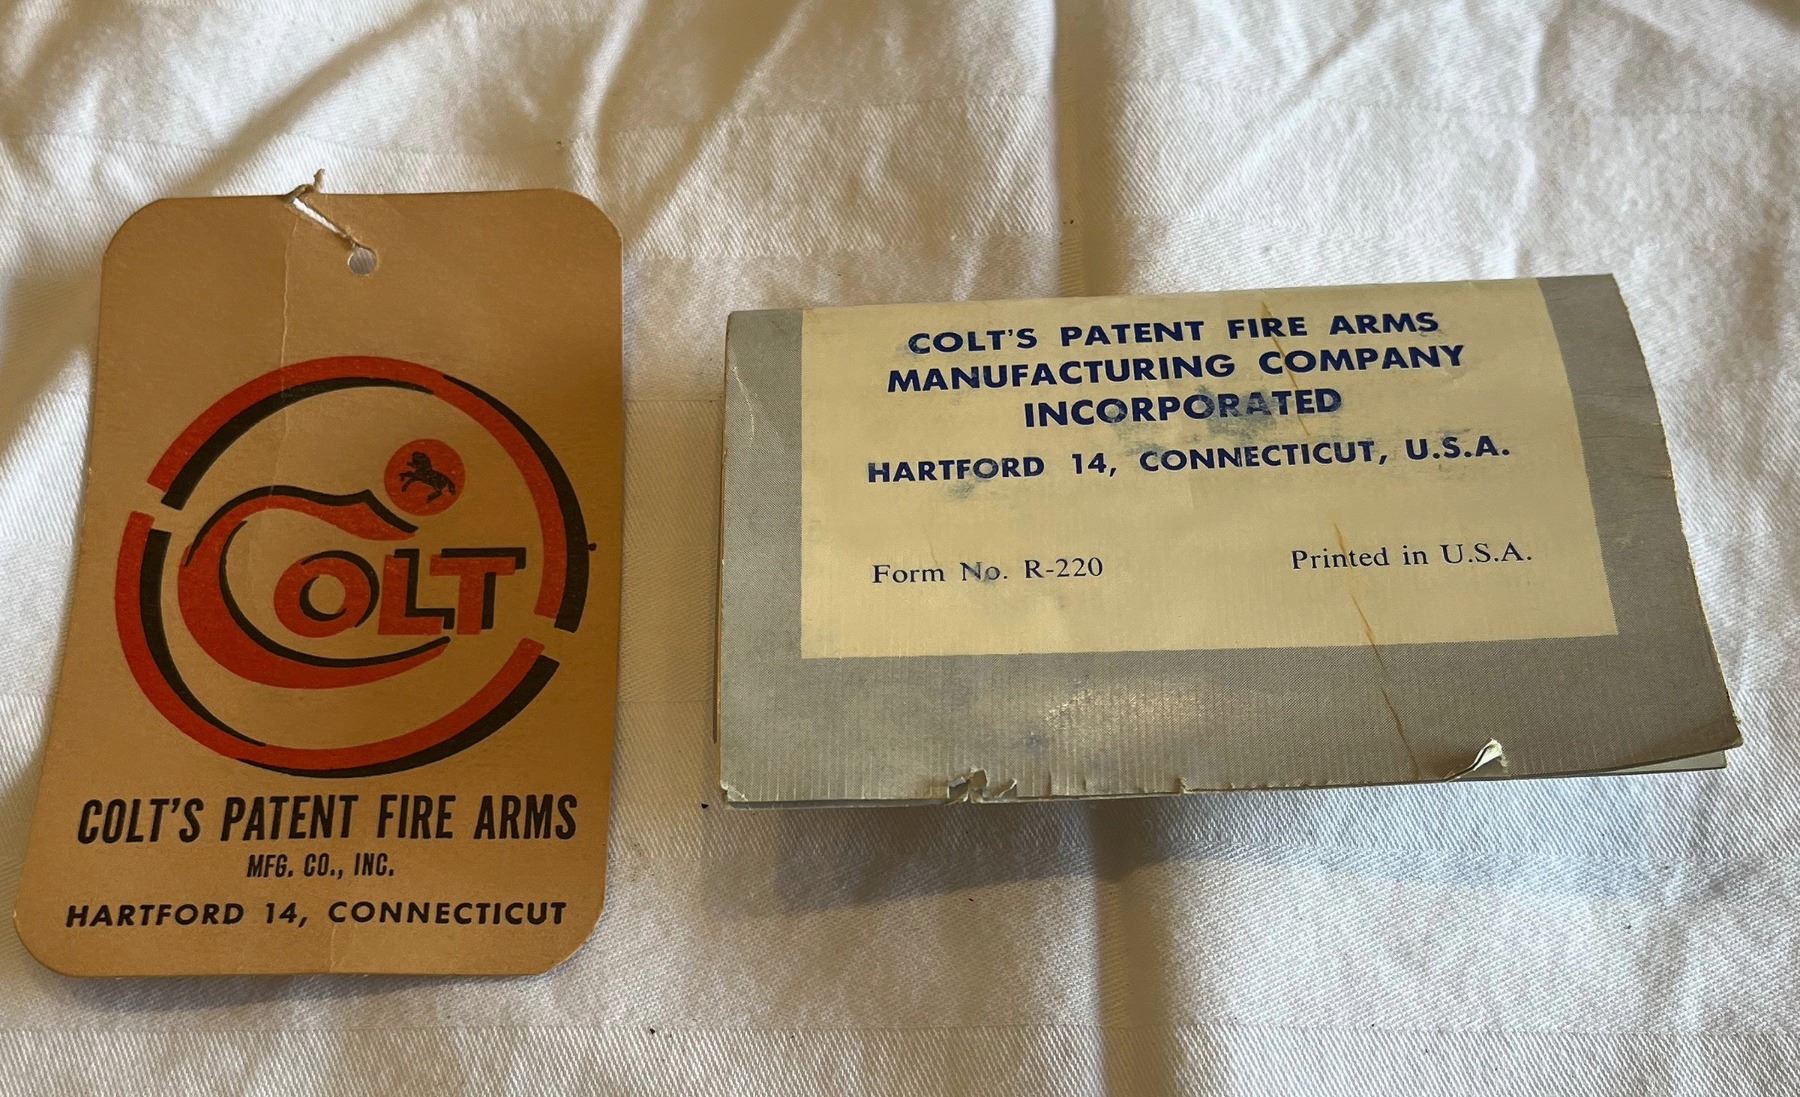 COLT
COLT'S PATENT FIRE ARMS
MFG. CO., INC.
HARTFORD 14, CONNECTICUT
COLT'S PATENT FIRE ARMS
MANUFACTURING COMPANY
INCORPORATED
HARTFORD 14, CONNECTICUT, U.S.A.
Form No. R-220 Printed in U.S.A.